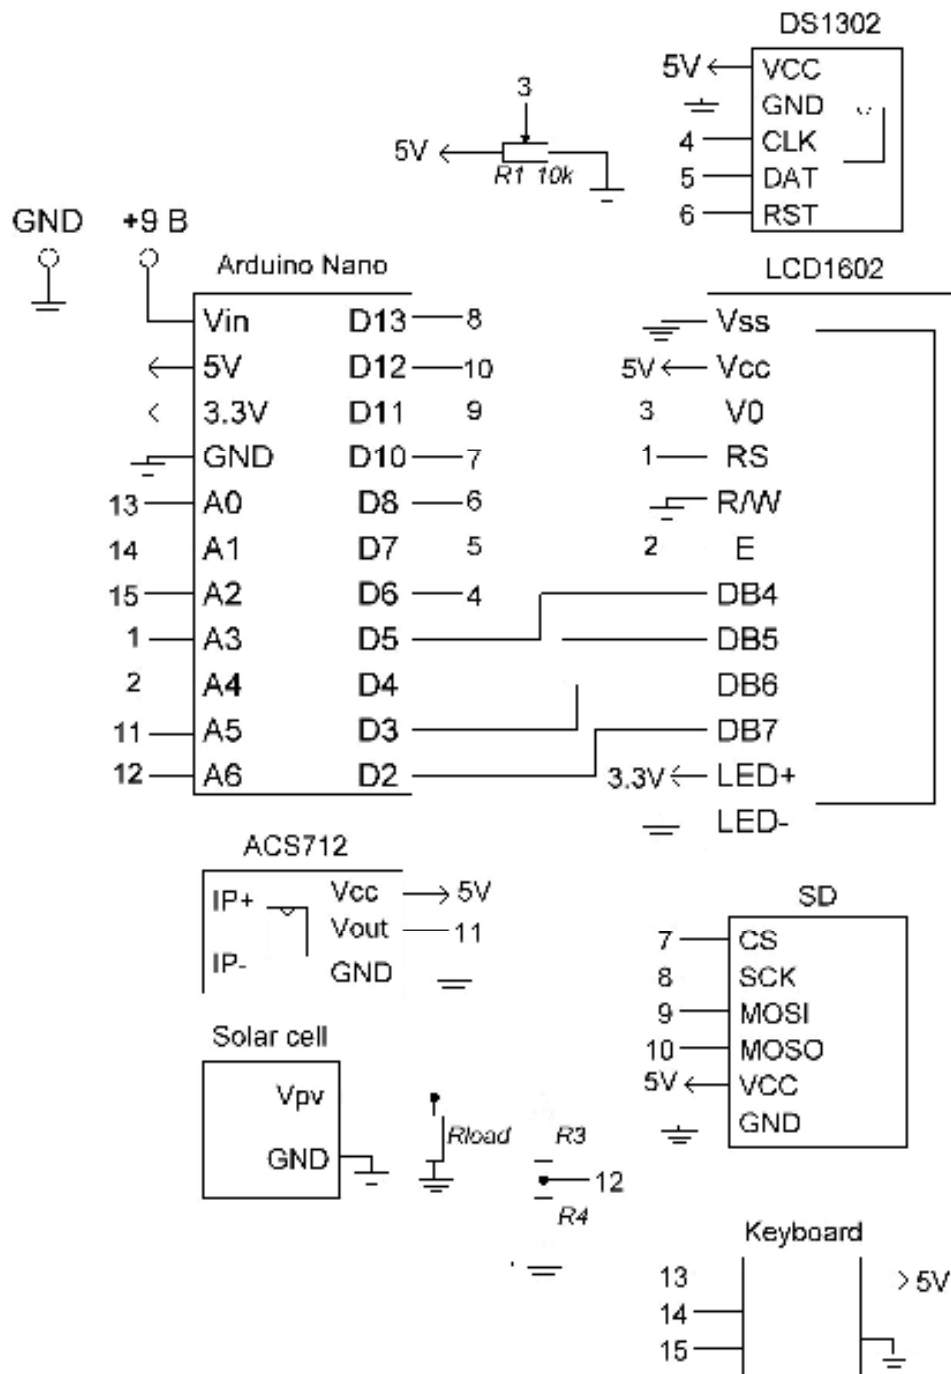 DS1302
5V VCC
GND
4 CLK
5 DAT
6 RST
3
5V
R1 10k
GND +9 В
Arduino Nano
Vin D13 8
5V D12 10
3.3V D11 9
GND D10 7
13 A0 D8 6
14 A1 D7 5
15 A2 D6 4
1 A3 D5
2 A4 D4
11 A5 D3
12 A6 D2
LCD1602
Vss
5V Vcc
3 V0
1 RS
R/W
2 E
DB4
DB5
DB6
DB7
3.3V LED+
LED-
ACS712
IP+ Vcc 5V
Vout 11
IP- GND
SD
7 CS
8 SCK
9 MOSI
10 MOSO
5V VCC
GND
Solar cell
Vpv
GND
Rload
R3
12
R4
Keyboard
13 5V
14
15